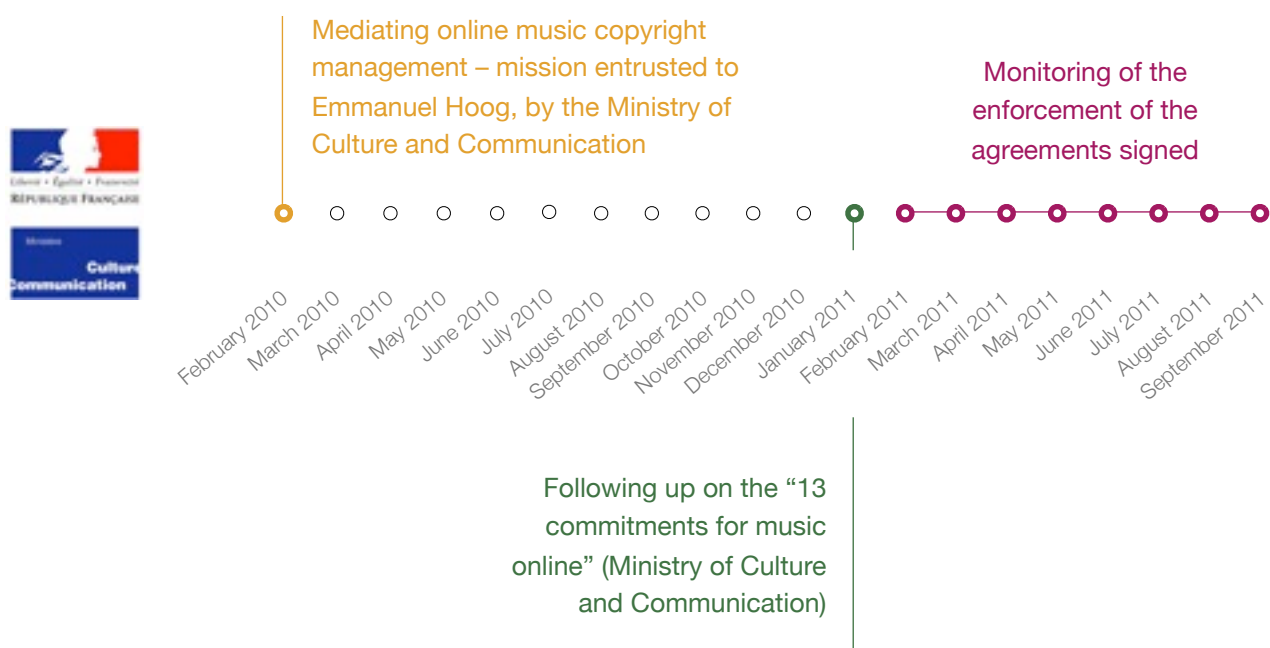 Mediating online music copyright
management – mission entrusted to
Emmanuel Hoog, by the Ministry of
Culture and Communication
Monitoring of the
enforcement of the
agreements signed
Liberté • Égalité • Fraternité
RÉPUBLIQUE FRANÇAISE
Ministère
Culture
Communication
February 2010
March 2010
April 2010
May 2010
June 2010
July 2010
August 2010
September 2010
October 2010
November 2010
December 2010
January 2011
February 2011
March 2011
April 2011
May 2011
June 2011
July 2011
August 2011
September 2011
Following up on the “13
commitments for music
online” (Ministry of Culture
and Communication)